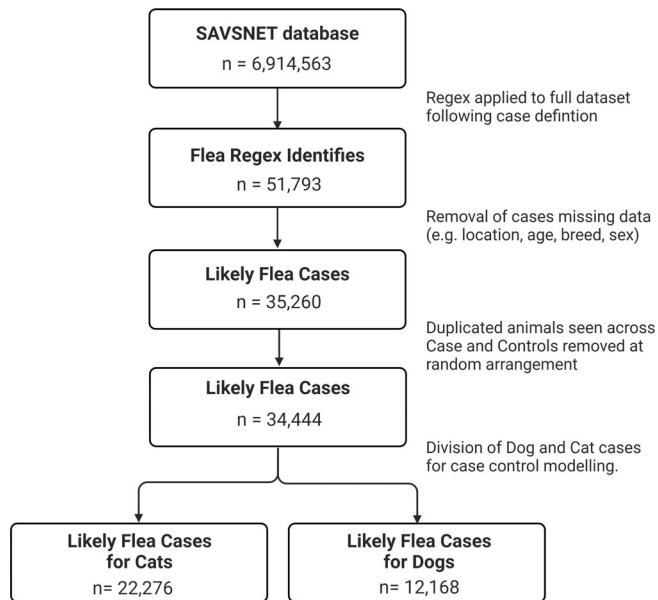 SAVSNET database
n = 6,914,563
Regex applied to full dataset
following case defintion
Flea Regex Identifies
n = 51,793
Removal of cases missing data
(e.g. location, age, breed, sex)
Likely Flea Cases
n = 35,260
Duplicated animals seen across
Case and Controls removed at
random arrangement
Likely Flea Cases
n = 34,444
Division of Dog and Cat cases
for case control modelling.
Likely Flea Cases
for Cats
n= 22,276
Likely Flea Cases
for Dogs
n= 12,168